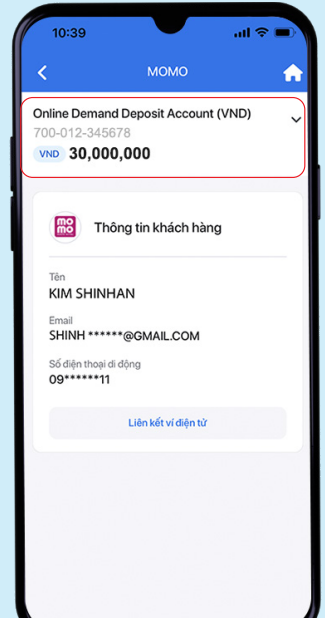 10:39
MOMO
Online Demand Deposit Account (VND)
700-012-345678
VND 30,000,000
mo
mo
Thông tin khách hàng
Tên
KIM SHINHAN
Email
SHINH ******@GMAIL.COM
Số điện thoại di động
09******11
Liên kết ví điện tử